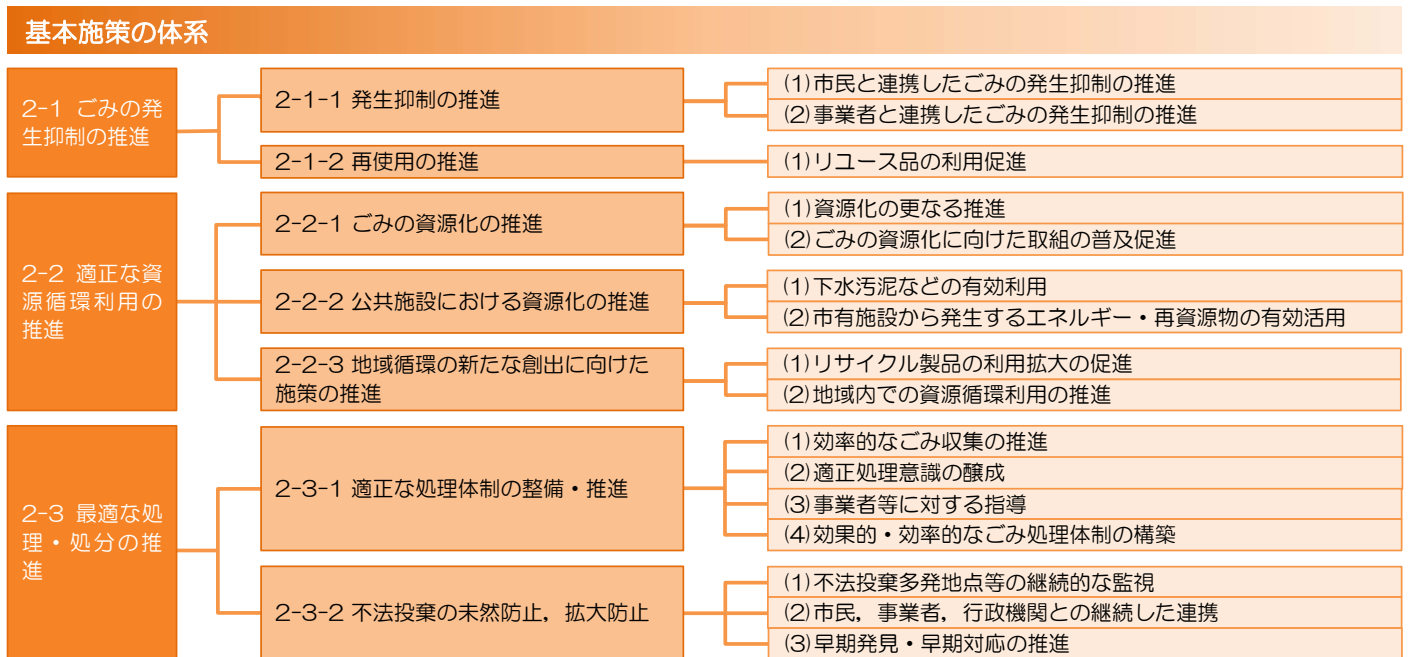 基本施策の体系
2-1 ごみの発
生抑制の推進
2-1-1 発生抑制の推進
(1)市民と連携したごみの発生抑制の推進
(2)事業者と連携したごみの発生抑制の推進
2-1-2 再使用の推進
(1)リユース品の利用促進
2-2 適正な資
源循環利用の
推進
2-2-1 ごみの資源化の推進
(1)資源化の更なる推進
(2)ごみの資源化に向けた取組の普及促進
2-2-2 公共施設における資源化の推進
(1)下水汚泥などの有効利用
(2)市有施設から発生するエネルギー・再資源物の有効活用
2-2-3 地域循環の新たな創出に向けた
施策の推進
(1)リサイクル製品の利用拡大の促進
(2)地域内での資源循環利用の推進
2-3 最適な処
理・処分の推
進
2-3-1 適正な処理体制の整備・推進
(1)効率的なごみ収集の推進
(2)適正処理意識の醸成
(3)事業者等に対する指導
(4)効果的・効率的なごみ処理体制の構築
2-3-2 不法投棄の未然防止，拡大防止
(1)不法投棄多発地点等の継続的な監視
(2)市民，事業者，行政機関との継続した連携
(3)早期発見・早期対応の推進